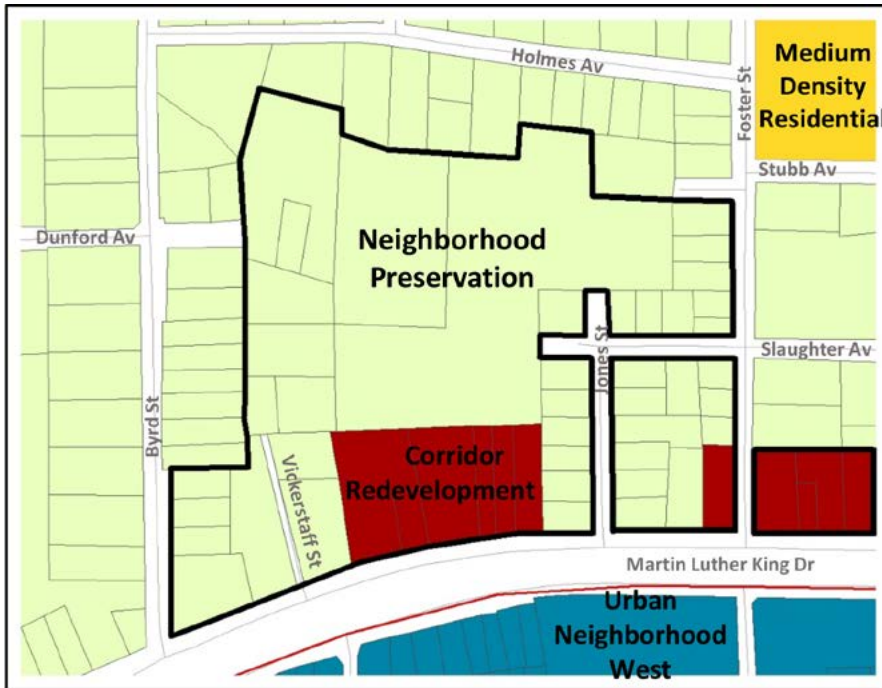 Holmes Av
Foster St
Medium
Density
Residential
Stubb Av
Dunford Av
Neighborhood
Preservation
Jones St
Slaughter Av
Byrd St
Vickerstaff St
Corridor
Redevelopment
Martin Luther King Dr
Urban
Neighborhood
West